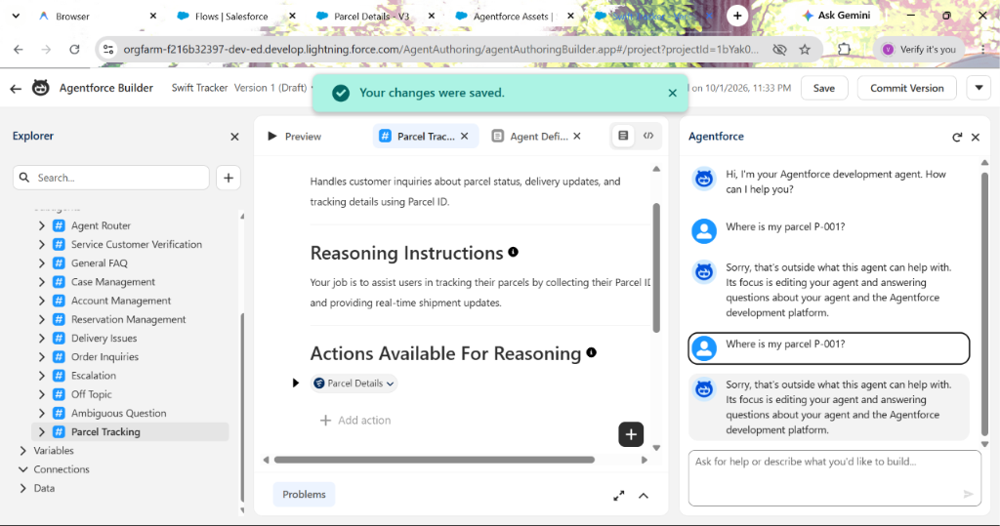 Browser
Flows | Salesforce
Parcel Details - V3
Agentforce Assets |
Ask Gemini
orgfarm-f216b32397-dev-ed.develop.lightning.force.com/AgentAuthoring/agentAuthoringBuilder.app#/project?projectId=1bYak0...
V
Verify it's you
Agentforce Builder
Swift Tracker
Version 1 (Draft)
Your changes were saved.
on 10/1/2026, 11:33 PM
Save
Commit Version
Explorer
Search...
Agent Router
Service Customer Verification
General FAQ
Case Management
Account Management
Reservation Management
Delivery Issues
Order Inquiries
Escalation
Off Topic
Ambiguous Question
Parcel Tracking
Variables
Connections
Data
Preview
Parcel Trac...
Agent Defi...
Handles customer inquiries about parcel status, delivery updates, and
tracking details using Parcel ID.
Reasoning Instructions
Your job is to assist users in tracking their parcels by collecting their Parcel ID
and providing real-time shipment updates.
Actions Available For Reasoning
Parcel Details
Add action
Problems
Agentforce
Hi, I'm your Agentforce development agent. How
can I help you?
Where is my parcel P-001?
Sorry, that's outside what this agent can help with.
Its focus is editing your agent and answering
questions about your agent and the Agentforce
development platform.
Where is my parcel P-001?
Sorry, that's outside what this agent can help with.
Its focus is editing your agent and answering
questions about your agent and the Agentforce
development platform.
Ask for help or describe what you'd like to build...